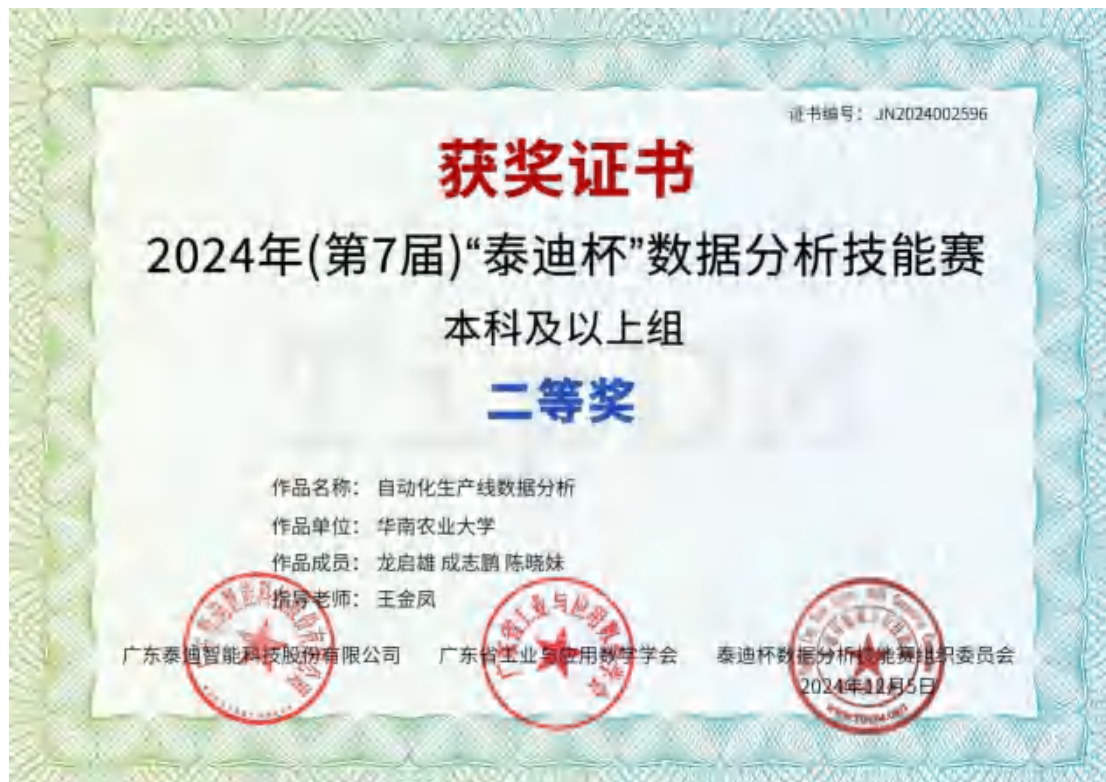 证书编号： JN2024002596
获奖证书
2024年(第7届)“泰迪杯”数据分析技能赛
本科及以上组
二等奖
作品名称： 自动化生产线数据分析
作品单位： 华南农业大学
作品成员： 龙启雄 成志鹏 陈晓妹
指导老师： 王金凤
广东泰迪智能科技股份有限公司 广东省工业与应用数学学会 泰迪杯数据分析技能赛组织委员会
2024年12月5日